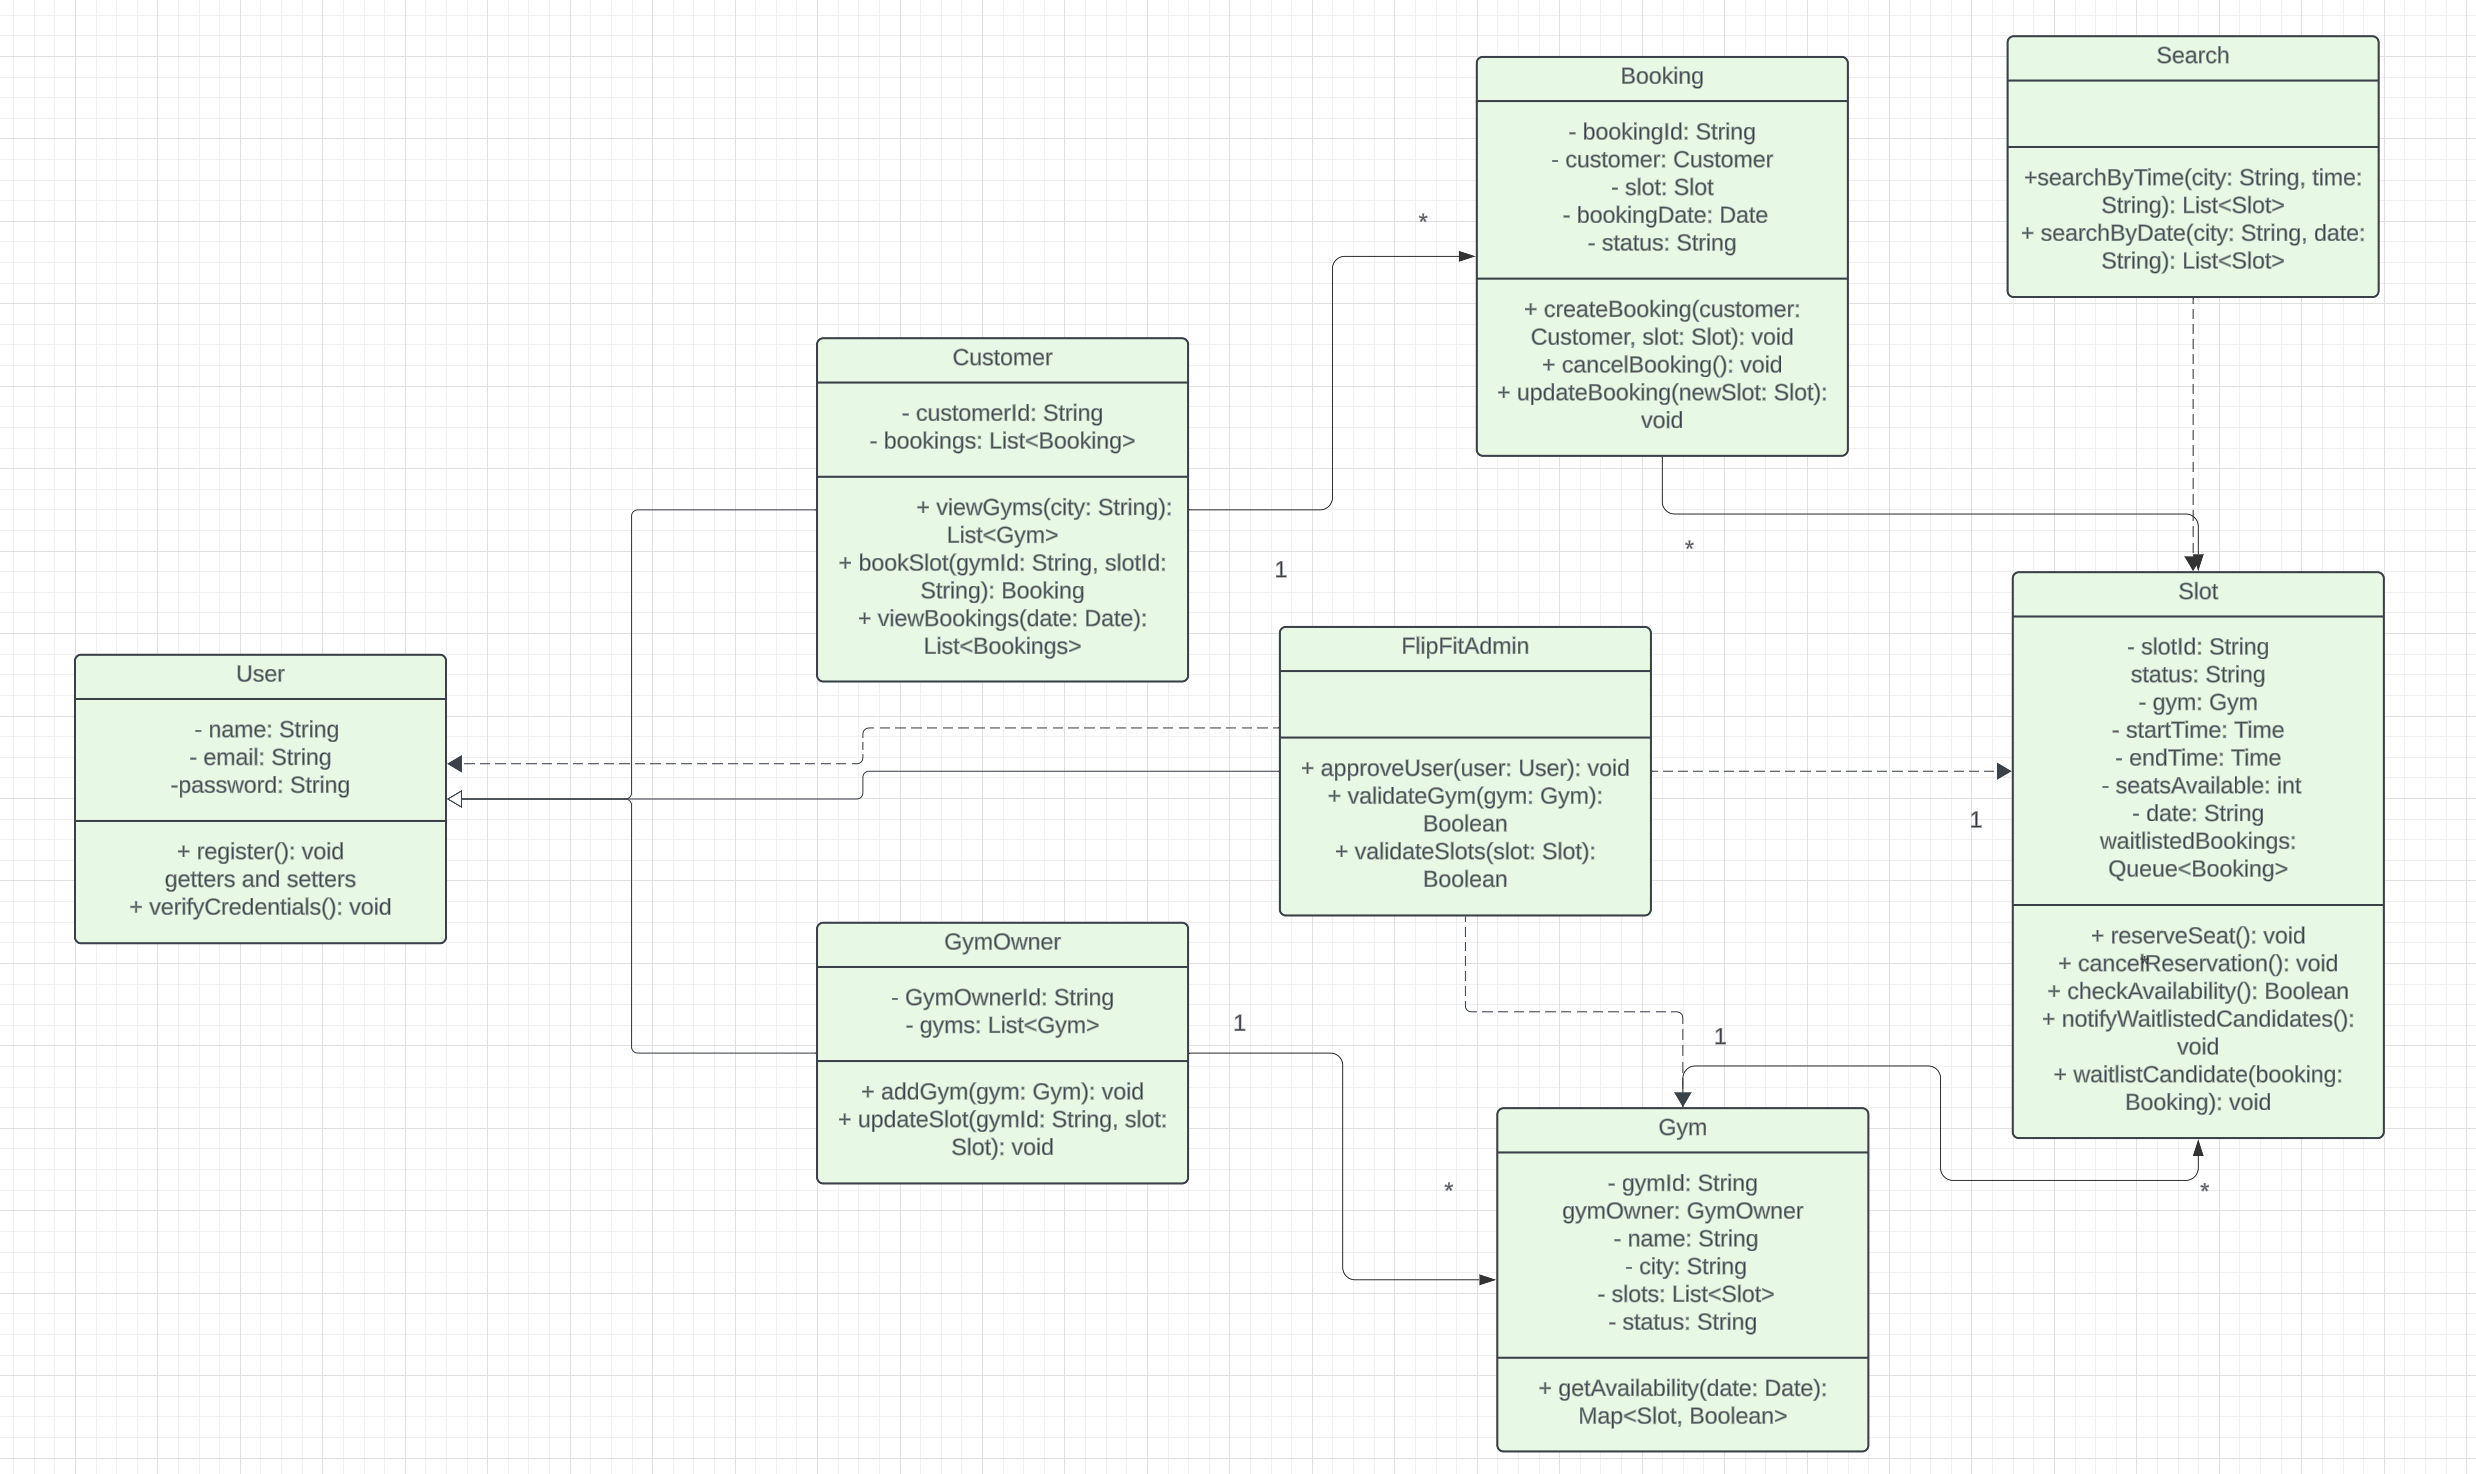 Booking
- bookingId: String
- customer: Customer
- slot: Slot
- bookingDate: Date
- status: String
+ createBooking(customer:
Customer, slot: Slot): void
+ cancelBooking(): void
+ updateBooking(newSlot: Slot):
void
Search
+searchByTime(city: String, time:
String): List<Slot>
+ searchByDate(city: String, date:
String): List<Slot>
*
Customer
- customerId: String
- bookings: List<Booking>
+ viewGyms(city: String):
List<Gym>
+ bookSlot(gymId: String, slotId:
String): Booking
+ viewBookings(date: Date):
List<Bookings>
1
*
User
- name: String
- email: String
-password: String
+ register(): void
getters and setters
+ verifyCredentials(): void
FlipFitAdmin
+ approveUser(user: User): void
+ validateGym(gym: Gym):
Boolean
+ validateSlots(slot: Slot):
Boolean
1
Slot
- slotId: String
status: String
- gym: Gym
- startTime: Time
- endTime: Time
- seatsAvailable: int
- date: String
waitlistedBookings:
Queue<Booking>
+ reserveSeat(): void
+ cancelReservation(): void
*
+ checkAvailability(): Boolean
+ notifyWaitlistedCandidates():
void
+ waitlistCandidate(booking:
Booking): void
GymOwner
- GymOwnerId: String
- gyms: List<Gym>
+ addGym(gym: Gym): void
+ updateSlot(gymId: String, slot:
Slot): void
1
1
*
*
Gym
- gymId: String
gymOwner: GymOwner
- name: String
- city: String
- slots: List<Slot>
- status: String
+ getAvailability(date: Date):
Map<Slot, Boolean>